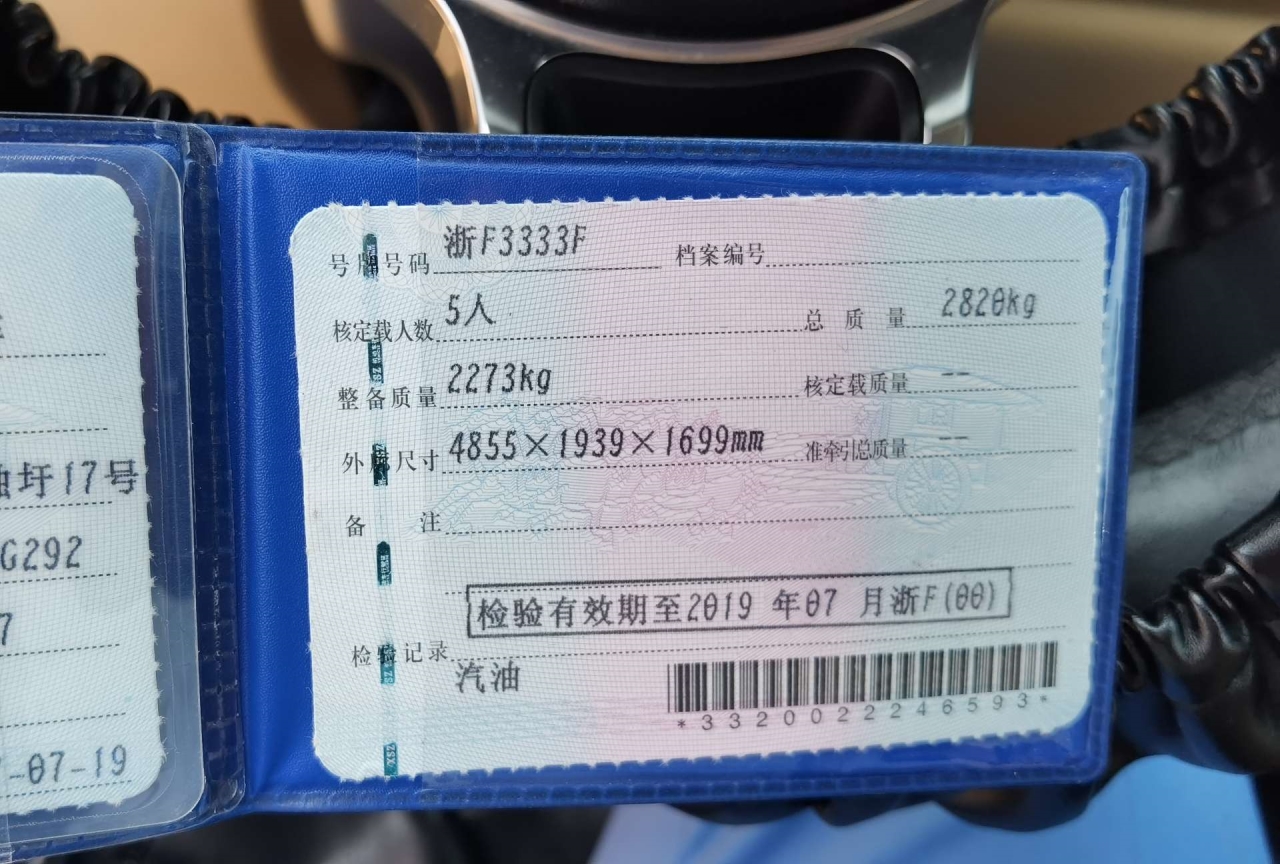 圩17号
G292
7
-07-19
号牌号码 浙F3333F 档案编号
核定载人数 5人 总质量 2820kg
整备质量 2273kg 核定载质量 --
外廓尺寸 4855×1939×1699mm 准牵引总质量 --
备注
检验有效期至2019年07月浙F(00)
检验记录
汽油
*3320022246593*